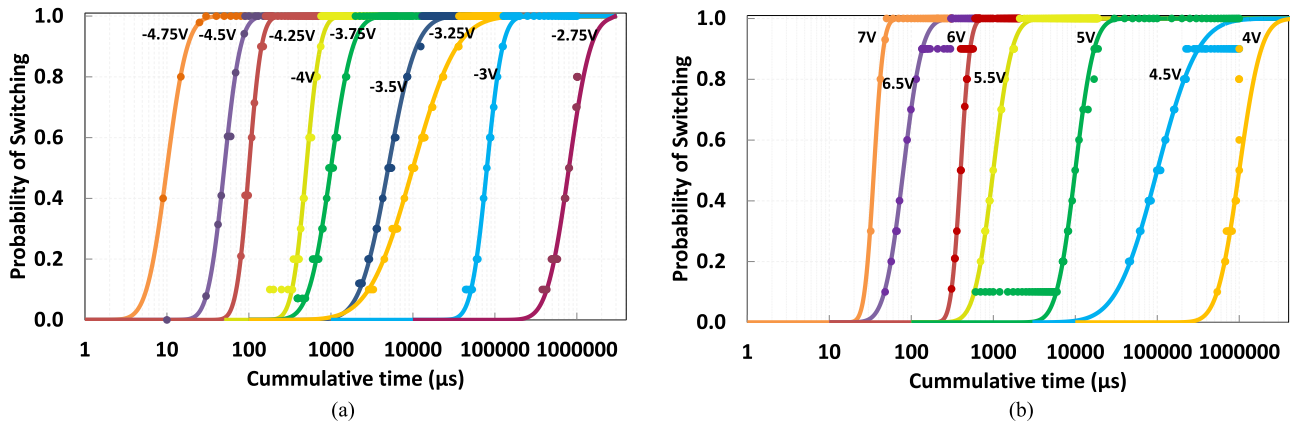 Probability of Switching
1.0
0.8
0.6
0.4
0.2
0.0
-4.75V
-4.5V
-4.25V
-3.75V
-3.25V
-2.75V
-4V
-3.5V
-3V
1
10
100
1000
10000
100000
1000000
Cummulative time (μs)
(a)
Probability of Switching
1.0
0.8
0.6
0.4
0.2
0.0
7V
6V
5V
4V
6.5V
5.5V
4.5V
1
10
100
1000
10000
100000
1000000
Cummulative time (μs)
(b)